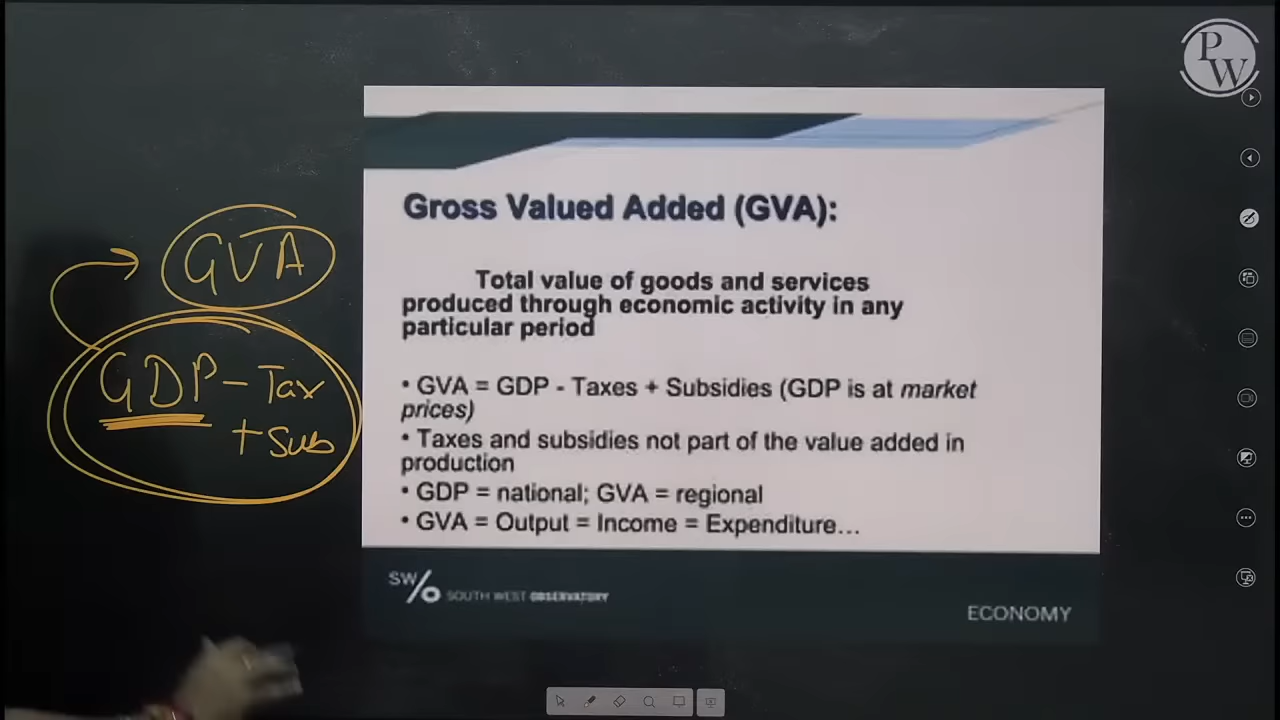 PW
Gross Valued Added (GVA):
Total value of goods and services
produced through economic activity in any
particular period
• GVA = GDP - Taxes + Subsidies (GDP is at market
prices)
• Taxes and subsidies not part of the value added in
production
• GDP = national; GVA = regional
• GVA = Output = Income = Expenditure...
SW/o SOUTH WEST OBSERVATORY
ECONOMY
GVA
GDP - Tax
+ Sub